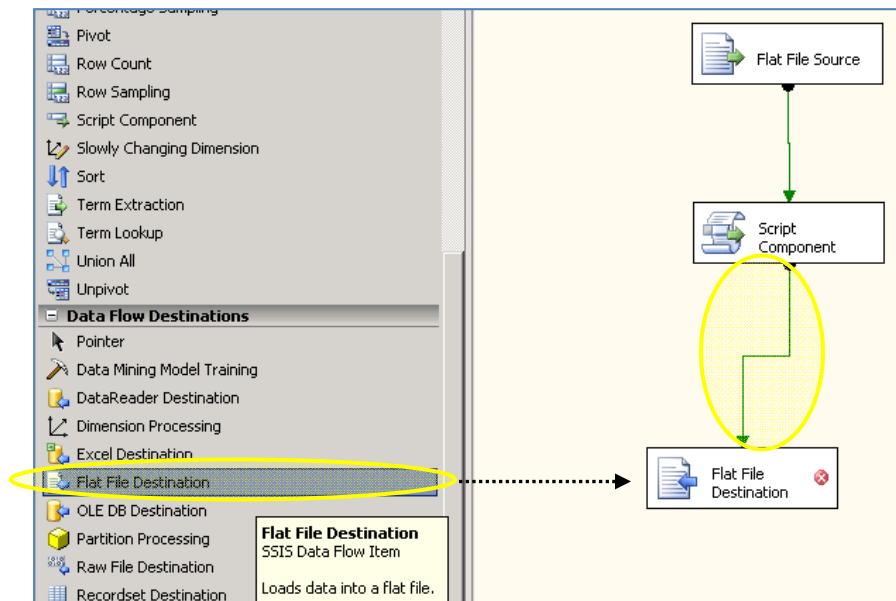 Percentage Sampling
Pivot
Row Count
Row Sampling
Script Component
Slowly Changing Dimension
Sort
Term Extraction
Term Lookup
Union All
Unpivot
Data Flow Destinations
Pointer
Data Mining Model Training
DataReader Destination
Dimension Processing
Excel Destination
Flat File Destination
OLE DB Destination
Partition Processing
Raw File Destination
Recordset Destination
Flat File Destination
SSIS Data Flow Item
Loads data into a flat file.
Flat File Source
Script
Component
Flat File
Destination